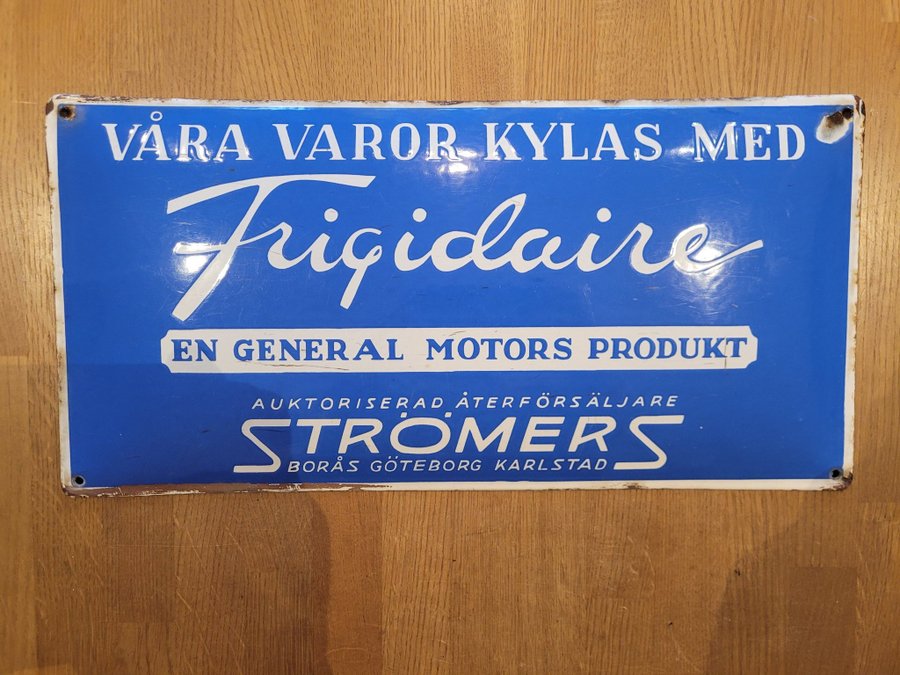 VÅRA VAROR KYLAS MED
Frigidaire
EN GENERAL MOTORS PRODUKT
AUKTORISERAD ÅTERFÖRSÄLJARE
STRÖMERS
BORÅS GÖTEBORG KARLSTAD